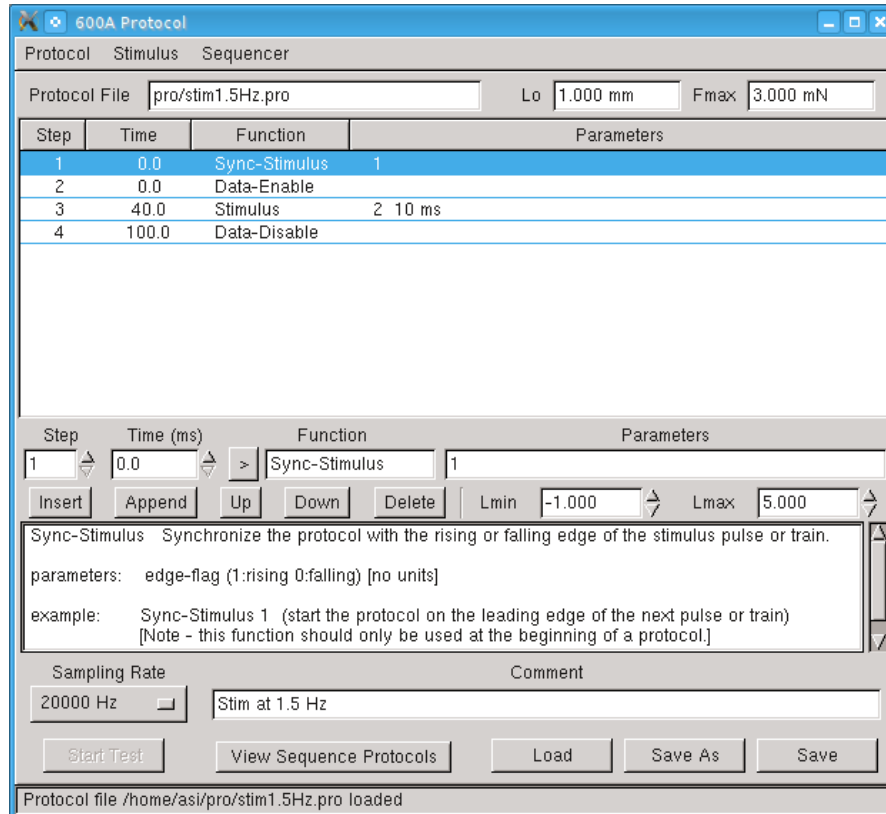 600A Protocol
Protocol Stimulus Sequencer
Protocol File pro/stim1.5Hz.pro Lo 1.000 mm Fmax 3.000 mN
Step Time Function Parameters
1 0.0 Sync-Stimulus 1
2 0.0 Data-Enable
3 40.0 Stimulus 2 10 ms
4 100.0 Data-Disable
Step Time (ms) Function Parameters
1 0.0 > Sync-Stimulus 1
Insert Append Up Down Delete Lmin -1.000 Lmax 5.000
Sync-Stimulus Synchronize the protocol with the rising or falling edge of the stimulus pulse or train.
parameters: edge-flag (1:rising 0:falling) [no units]
example: Sync-Stimulus 1 (start the protocol on the leading edge of the next pulse or train)
[Note - this function should only be used at the beginning of a protocol.]
Sampling Rate Comment
20000 Hz Stim at 1.5 Hz
Start Test View Sequence Protocols Load Save As Save
Protocol file /home/asi/pro/stim1.5Hz.pro loaded